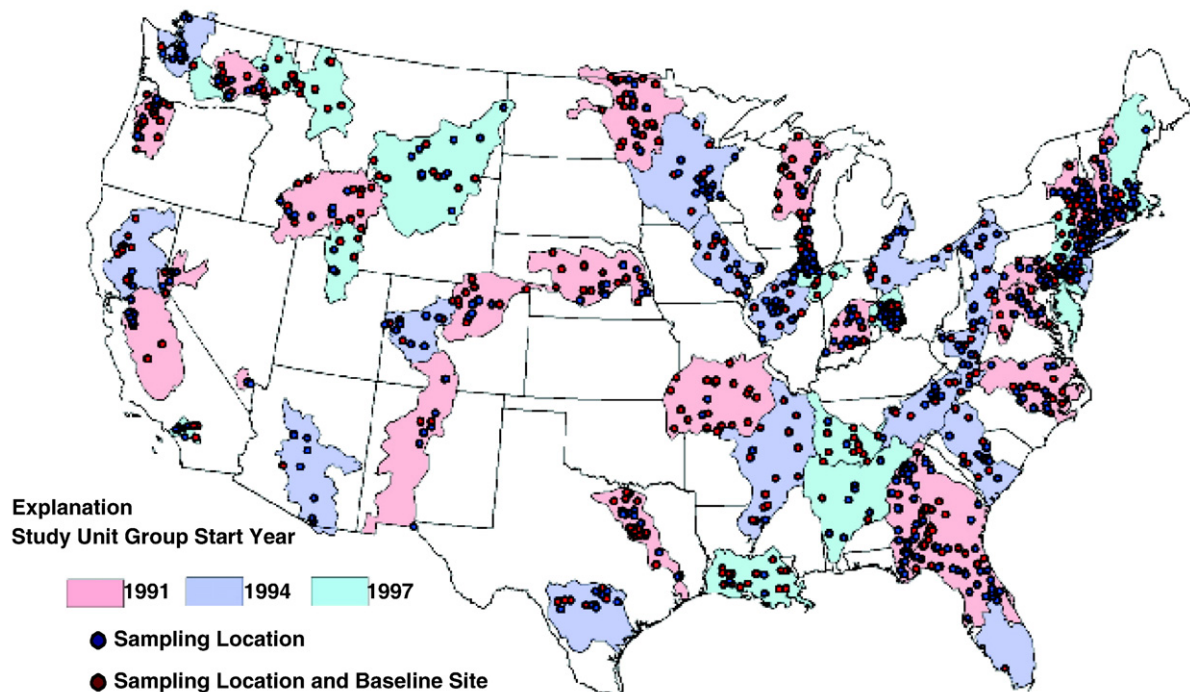 Explanation
Study Unit Group Start Year
1991 1994 1997
Sampling Location
Sampling Location and Baseline Site